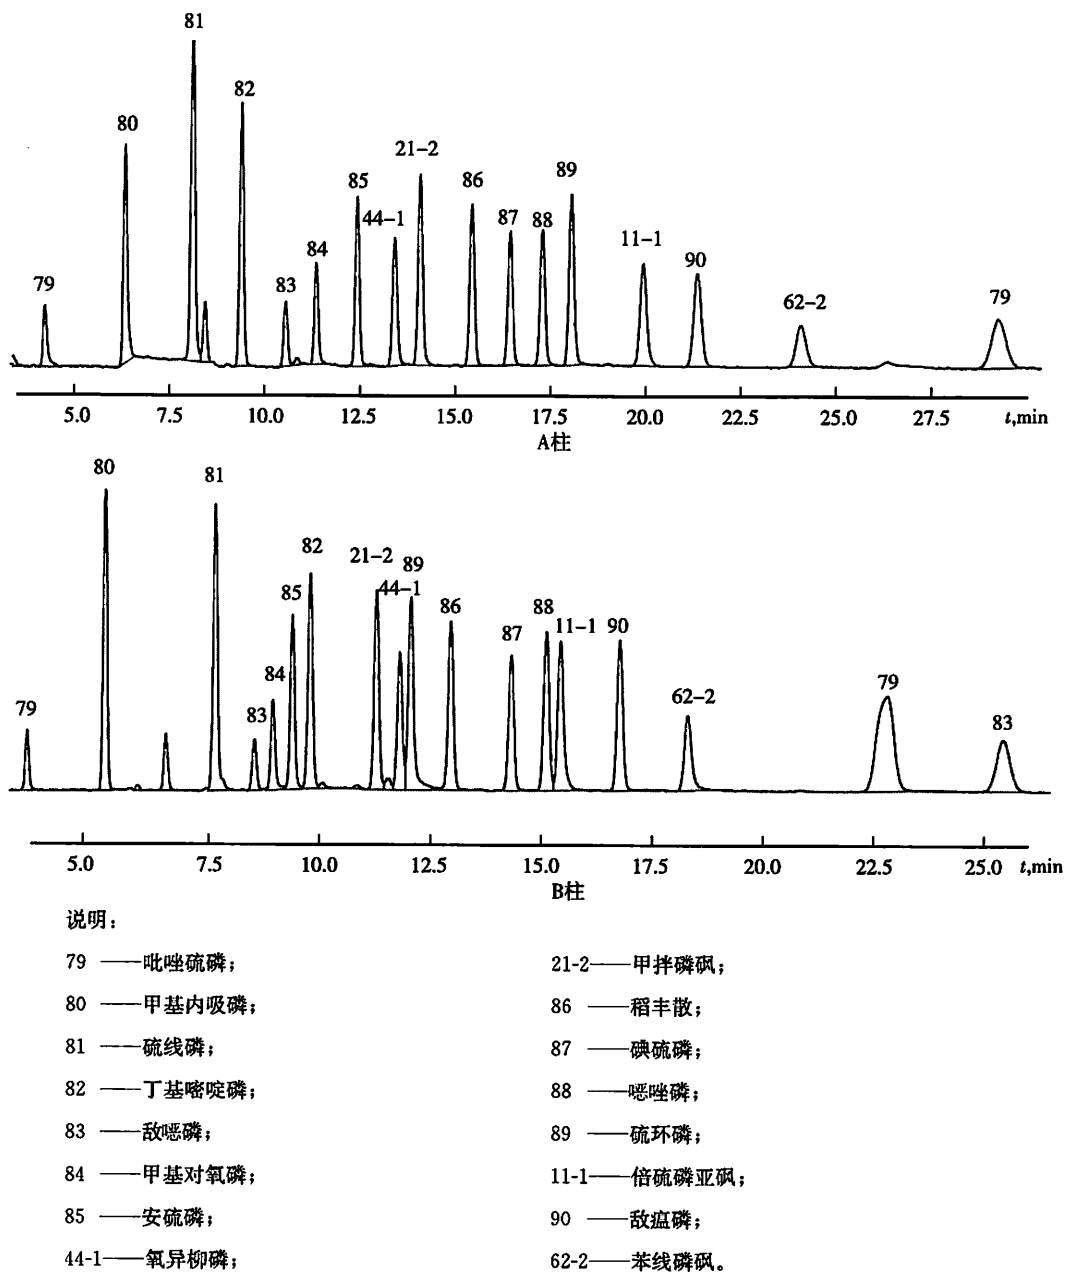 81
82
80
21-2
89
85
86
44-1
87
88
11-1
84
90
83
79
62-2
79
5.0 7.5 10.0 12.5 15.0 17.5 20.0 22.5 25.0 27.5 t,min
A柱
80
81
82
21-2
89
44-1
85
86
88
87
11-1
90
84
62-2
79
79
83
83
5.0 7.5 10.0 12.5 15.0 17.5 20.0 22.5 25.0 t,min
B柱
说明：
79 ——吡唑硫磷；
80 ——甲基内吸磷；
81 ——硫线磷；
82 ——丁基嘧啶磷；
83 ——敌噁磷；
84 ——甲基对氧磷；
85 ——安硫磷；
44-1——氧异柳磷；
21-2——甲拌磷砜；
86 ——稻丰散；
87 ——碘硫磷；
88 ——噁唑磷；
89 ——硫环磷；
11-1——倍硫磷亚砜；
90 ——敌瘟磷；
62-2——苯线磷砜。